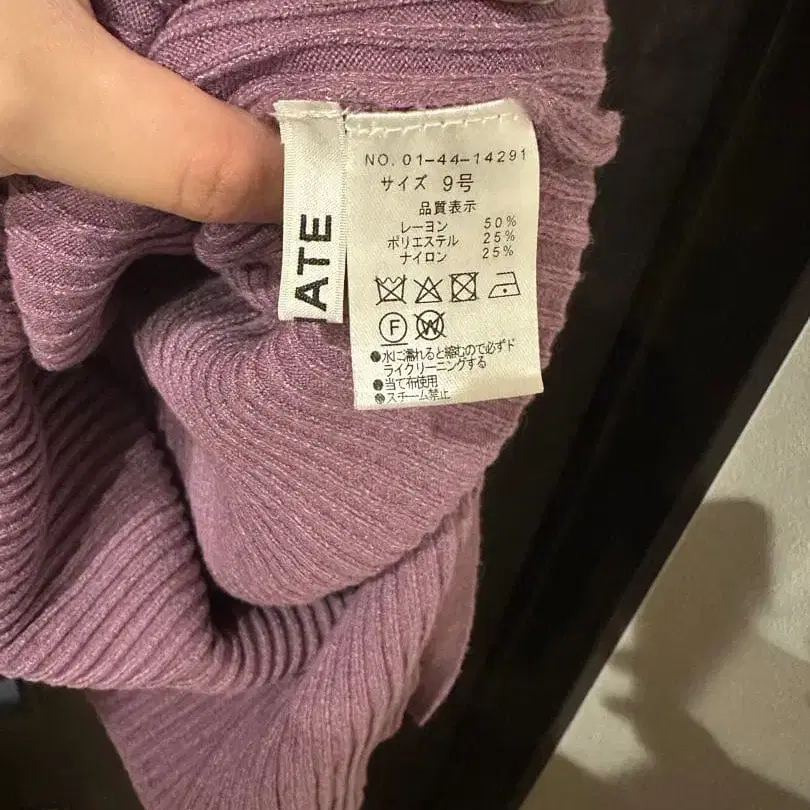 ATE
NO. 01-44-14291
サイズ 9号
品質表示
レーヨン 50%
ポリエステル 25%
ナイロン 25%
F W
●水に濡れると縮むので必ずド
ライクリーニングする
●当て布使用
●スチーム禁止